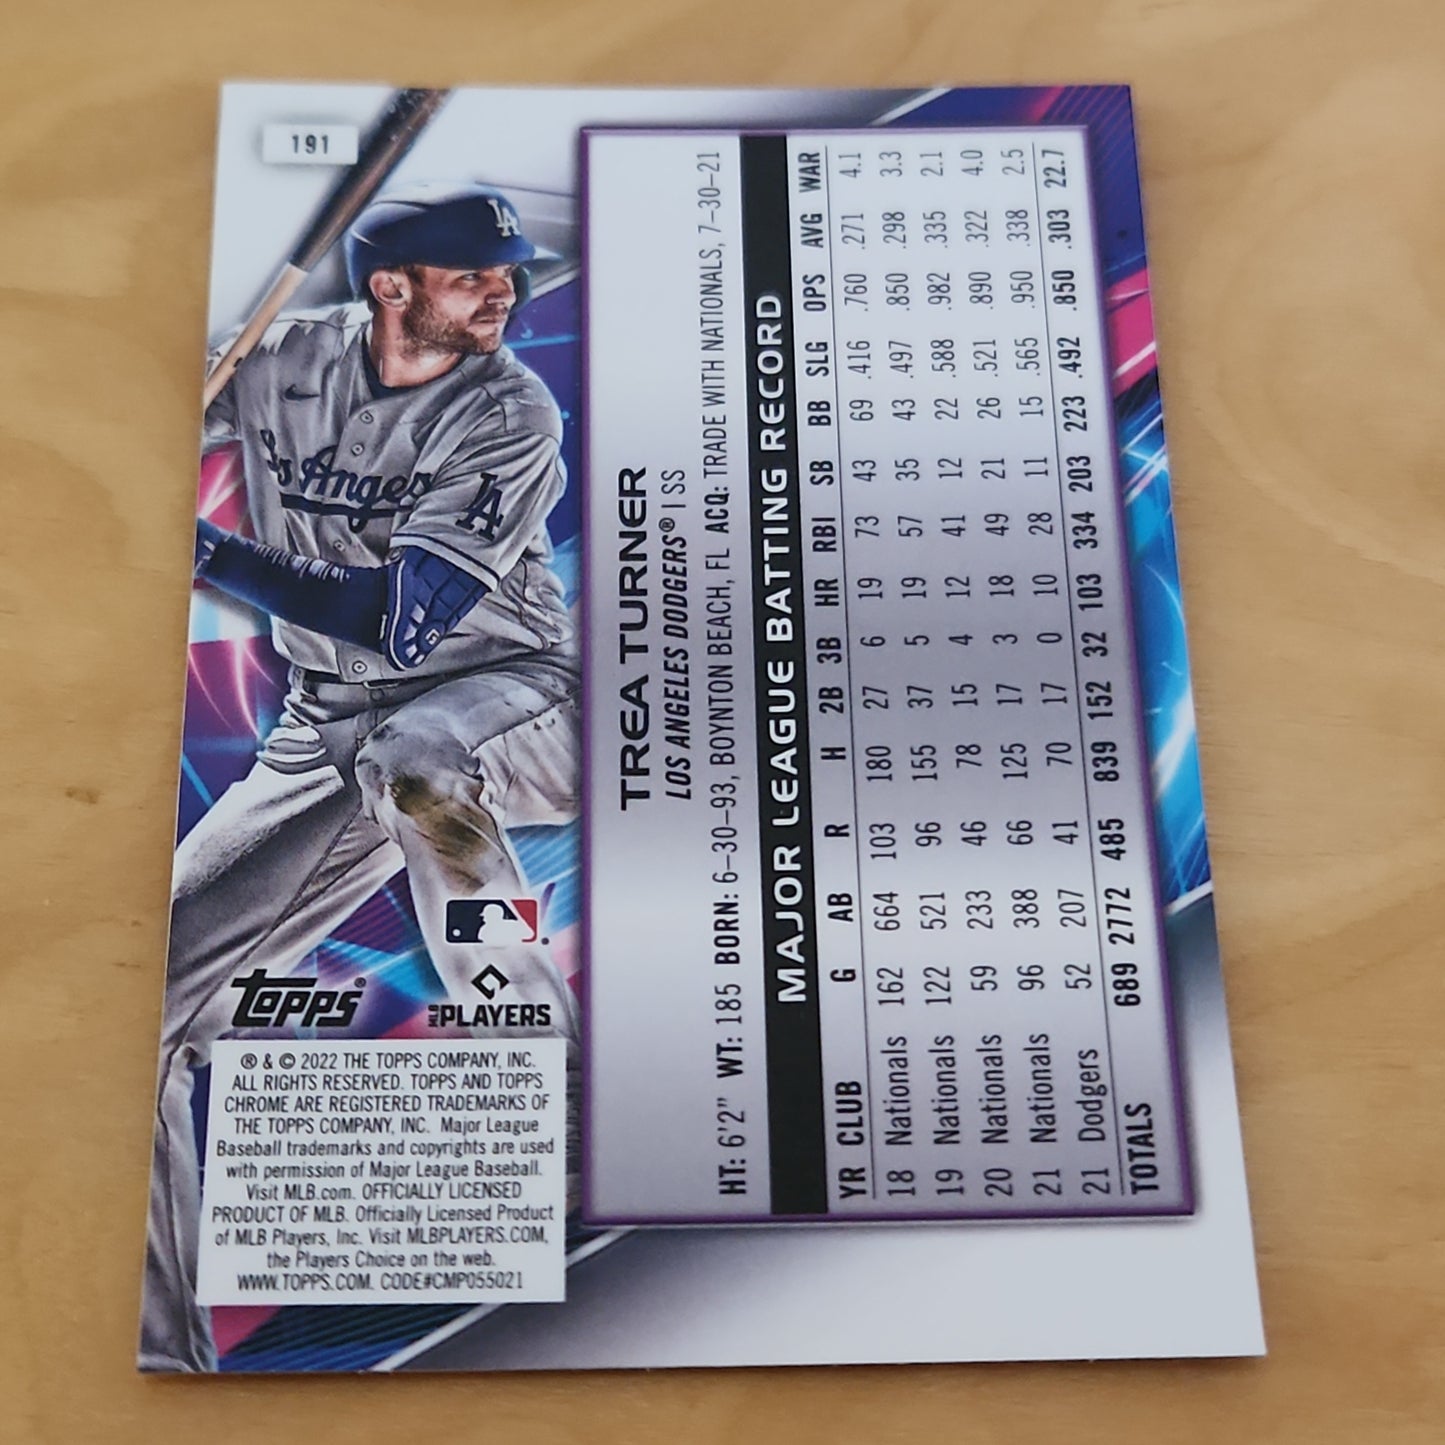 191
TREA TURNER
LOS ANGELES DODGERS® | SS
HT: 6'2" WT: 185 BORN: 6-30-93, BOYNTON BEACH, FL ACQ: TRADE WITH NATIONALS, 7-30-21
MAJOR LEAGUE BATTING RECORD
YR CLUB G AB R H 2B 3B HR RBI SB BB SLG OPS AVG WAR
18 Nationals 162 664 103 180 27 6 19 73 43 69 .416 .760 .271 4.1
19 Nationals 122 521 96 155 37 5 19 57 35 43 .497 .850 .298 3.3
20 Nationals 59 233 46 78 15 4 12 41 12 22 .588 .982 .335 2.1
21 Nationals 96 388 66 125 17 3 18 49 21 26 .521 .890 .322 4.0
21 Dodgers 52 207 41 70 17 0 10 28 11 15 .565 .950 .338 2.5
TOTALS 689 2772 485 839 152 32 103 334 203 223 .492 .850 .303 22.7
LA
Los Angeles
LA
Topps®
MLB PLAYERS
® & © 2022 THE TOPPS COMPANY, INC.
ALL RIGHTS RESERVED. TOPPS AND TOPPS
CHROME ARE REGISTERED TRADEMARKS OF
THE TOPPS COMPANY, INC. Major League
Baseball trademarks and copyrights are used
with permission of Major League Baseball.
Visit MLB.com. OFFICIALLY LICENSED
PRODUCT OF MLB. Officially Licensed Product
of MLB Players, Inc. Visit MLBPLAYERS.COM,
the Players Choice on the web.
WWW.TOPPS.COM. CODE#CMP055021